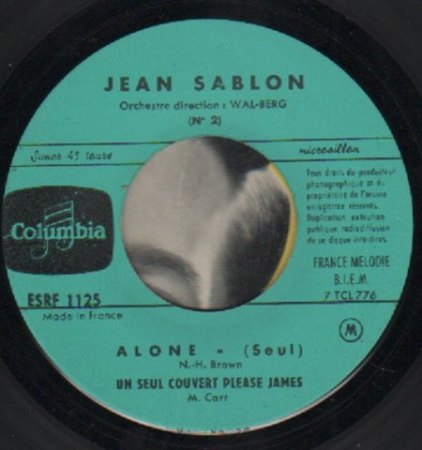 JEAN SABLON
Orchestre direction : WAL-BERG
(N° 2)
Junior 45 tours
microsillon
Columbia
Tous droits du producteur
phonographique et du
propriétaire de l'œuvre
enregistrée réservés.
Duplication, exécution
publique, radiodiffusion
de ce disque interdites.
ESRF 1125
Made in France
FRANCE MELODIE
B.I.E.M
7 TCL 776
M
ALONE - (Seul)
N.-H. Brown
UN SEUL COUVERT PLEASE JAMES
M. Carr